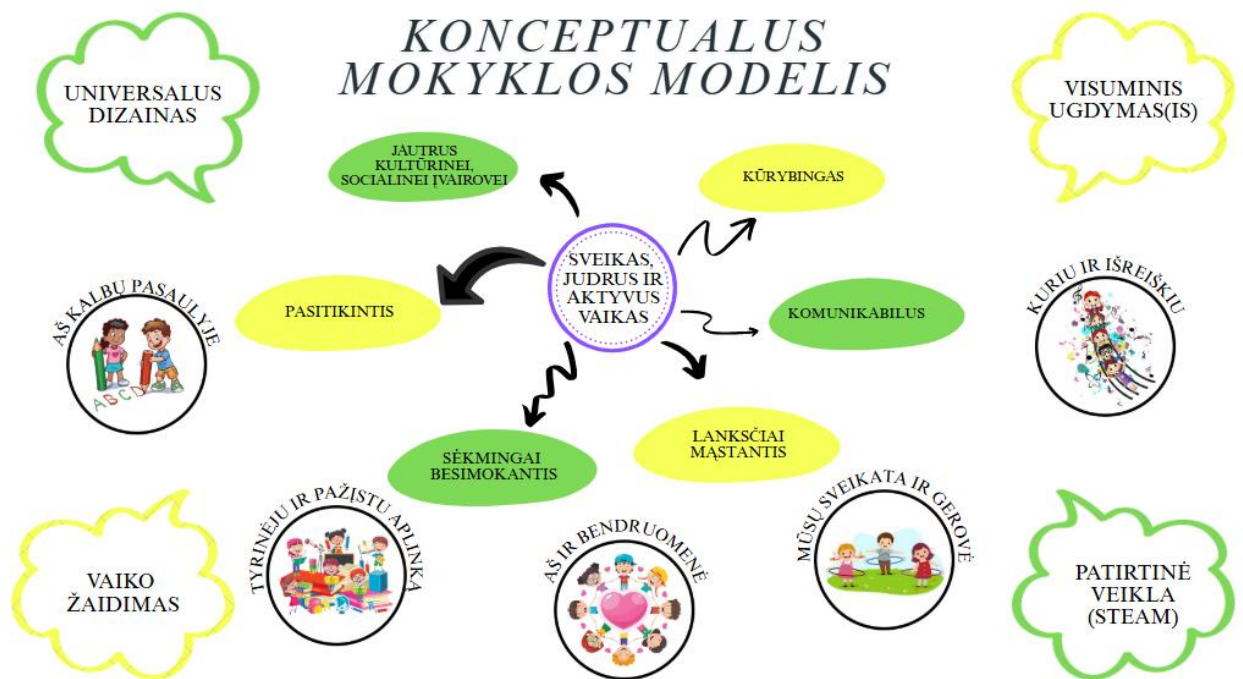 KONCEPTUALUS
MOKYKLOS MODELIS
UNIVERSALUS
DIZAINAS
VISUMINIS
UGDYMAS(IS)
JAUTRUS
KULTŪRINEI,
SOCIALINEI ĮVAIROVEI
KŪRYBINGAS
SVEIKAS,
JUDRUS IR
AKTYVUS
VAIKAS
PASITIKINTIS
KOMUNIKABILUS
AŠ KALBŲ PASAULYJE
ABCD
KURIU IR IŠREIŠKIU
SĖKMINGAI
BESIMOKANTIS
LANKSČIAI
MĄSTANTIS
TYRINĖJU IR PAŽĮSTU APLINKĄ
AŠ IR BENDRUOMENĖ
MŪSŲ SVEIKATA IR GEROVĖ
VAIKO
ŽAIDIMAS
PATIRTINĖ
VEIKLA
(STEAM)